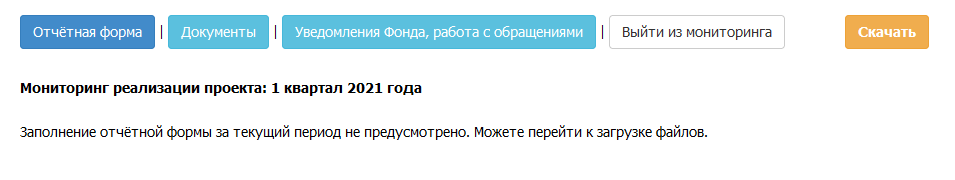 Отчётная форма | Документы | Уведомления Фонда, работа с обращениями | Выйти из мониторинга Скачать
Мониторинг реализации проекта: 1 квартал 2021 года
Заполнение отчётной формы за текущий период не предусмотрено. Можете перейти к загрузке файлов.